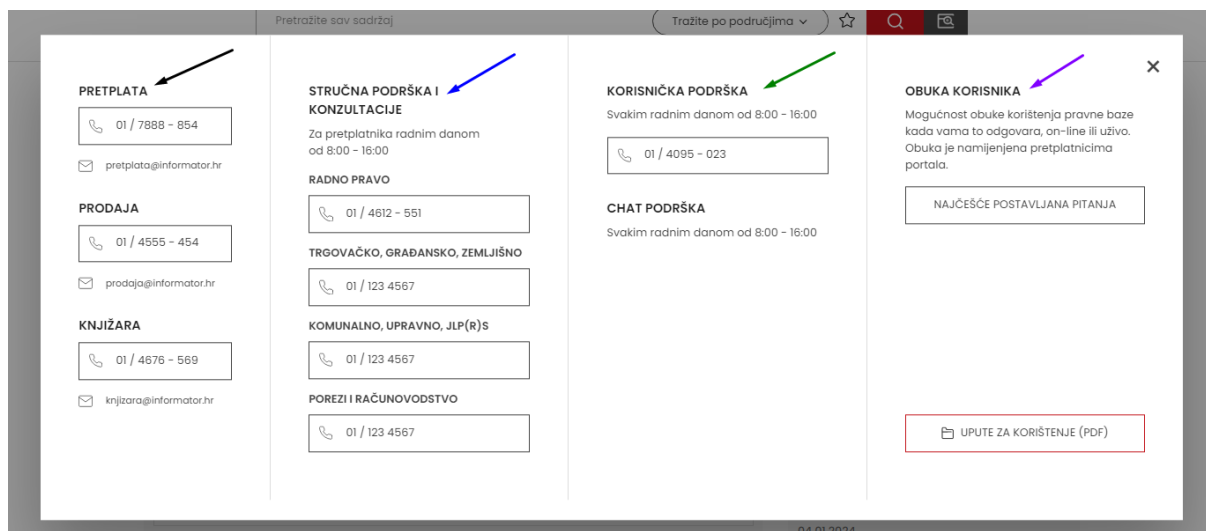 Pretražite sav sadržaj
Tražite po područjima
PRETPLATA
01 / 7888 - 854
pretplata@informator.hr
PRODAJA
01 / 4555 - 454
prodaja@informator.hr
KNJIŽARA
01 / 4676 - 569
knjizara@informator.hr
STRUČNA PODRŠKA I
KONZULTACIJE
Za pretplatnika radnim danom
od 8:00 - 16:00
RADNO PRAVO
01 / 4612 - 551
TRGOVAČKO, GRAĐANSKO, ZEMLJIŠNO
01 / 123 4567
KOMUNALNO, UPRAVNO, JLP(R)S
01 / 123 4567
POREZI I RAČUNOVODSTVO
01 / 123 4567
KORISNIČKA PODRŠKA
Svakim radnim danom od 8:00 - 16:00
01 / 4095 - 023
CHAT PODRŠKA
Svakim radnim danom od 8:00 - 16:00
OBUKA KORISNIKA
Mogućnost obuke korištenja pravne baze
kada vama to odgovara, on-line ili uživo.
Obuka je namijenjena pretplatnicima
portala.
NAJČEŠĆE POSTAVLJANA PITANJA
UPUTE ZA KORIŠTENJE (PDF)
04.01.2024